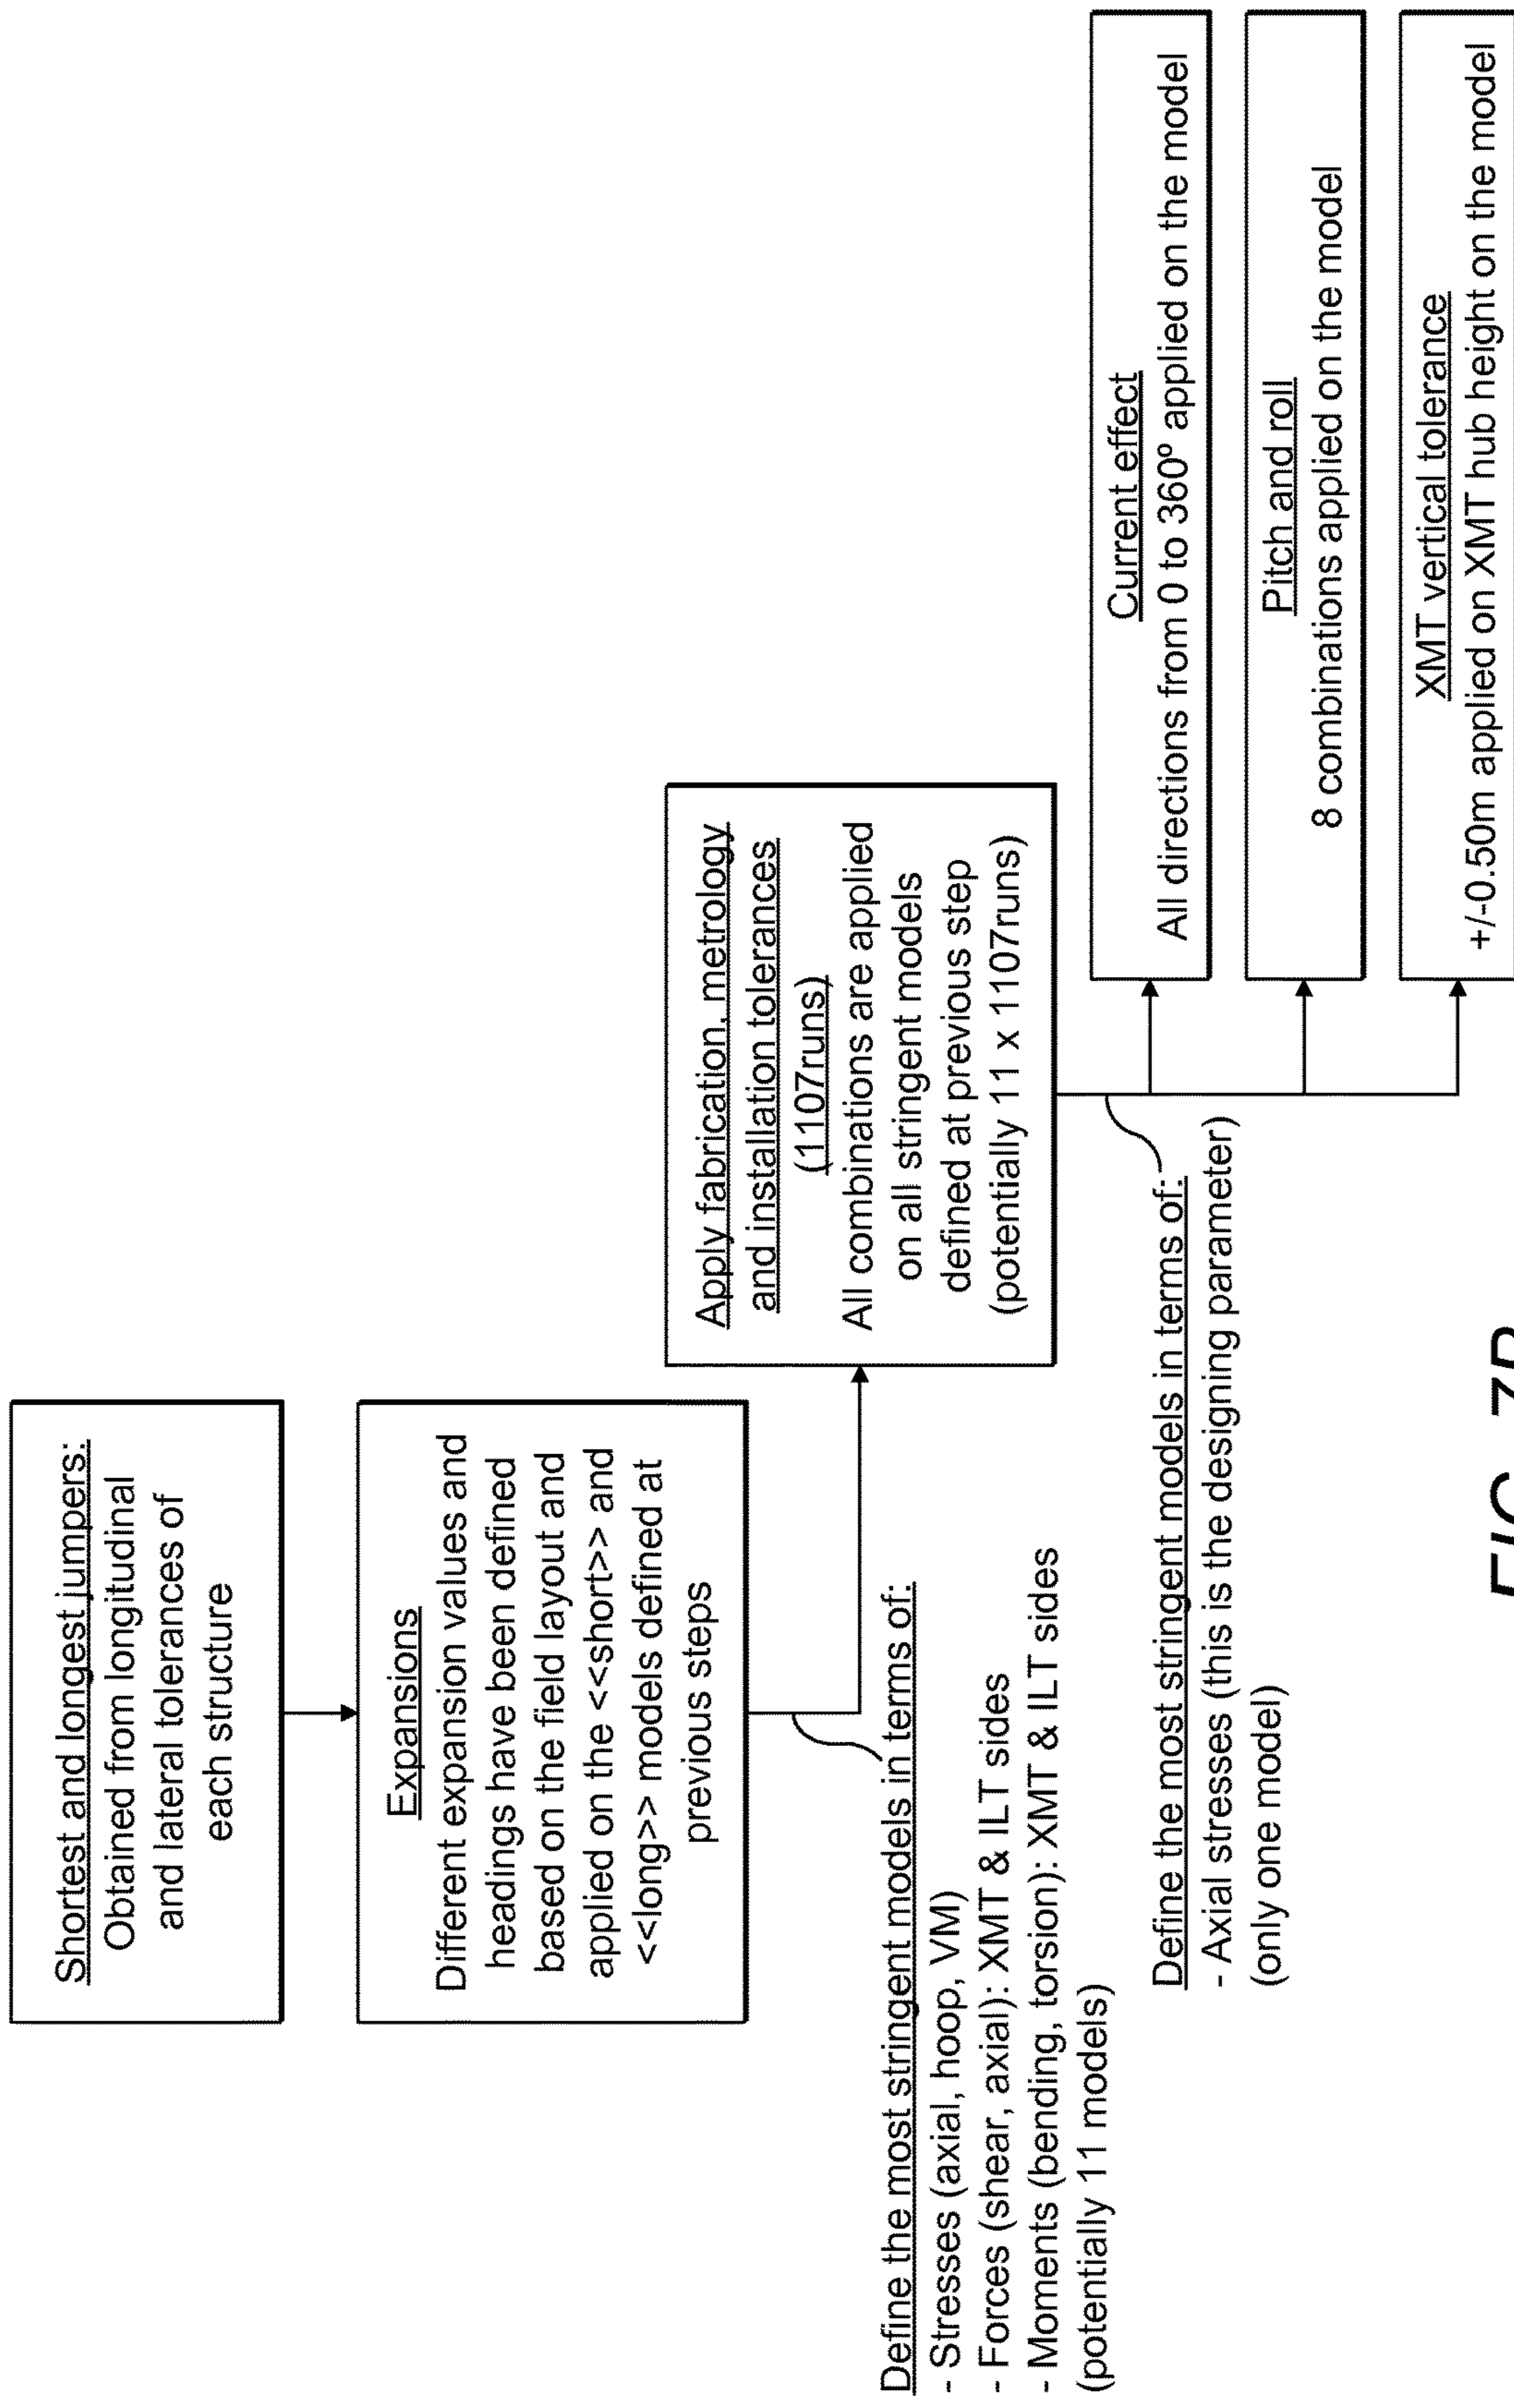 Shortest and longest jumpers:
Obtained from longitudinal
and lateral tolerances of
each structure
Expansions
Different expansion values and
headings have been defined
based on the field layout and
applied on the <<short>> and
<<long>> models defined at
previous steps
Define the most stringent models in terms of:
- Stresses (axial, hoop, VM)
- Forces (shear, axial): XMT & ILT sides
- Moments (bending, torsion): XMT & ILT sides
(potentially 11 models)
Apply fabrication, metrology
and installation tolerances
(1107runs)
All combinations are applied
on all stringent models
defined at previous step
(potentially 11 x 1107runs)
Define the most stringent models in terms of:
- Axial stresses (this is the designing parameter)
(only one model)
Current effect
All directions from 0 to 360º applied on the model
Pitch and roll
8 combinations applied on the model
XMT vertical tolerance
+/-0.50m applied on XMT hub height on the model